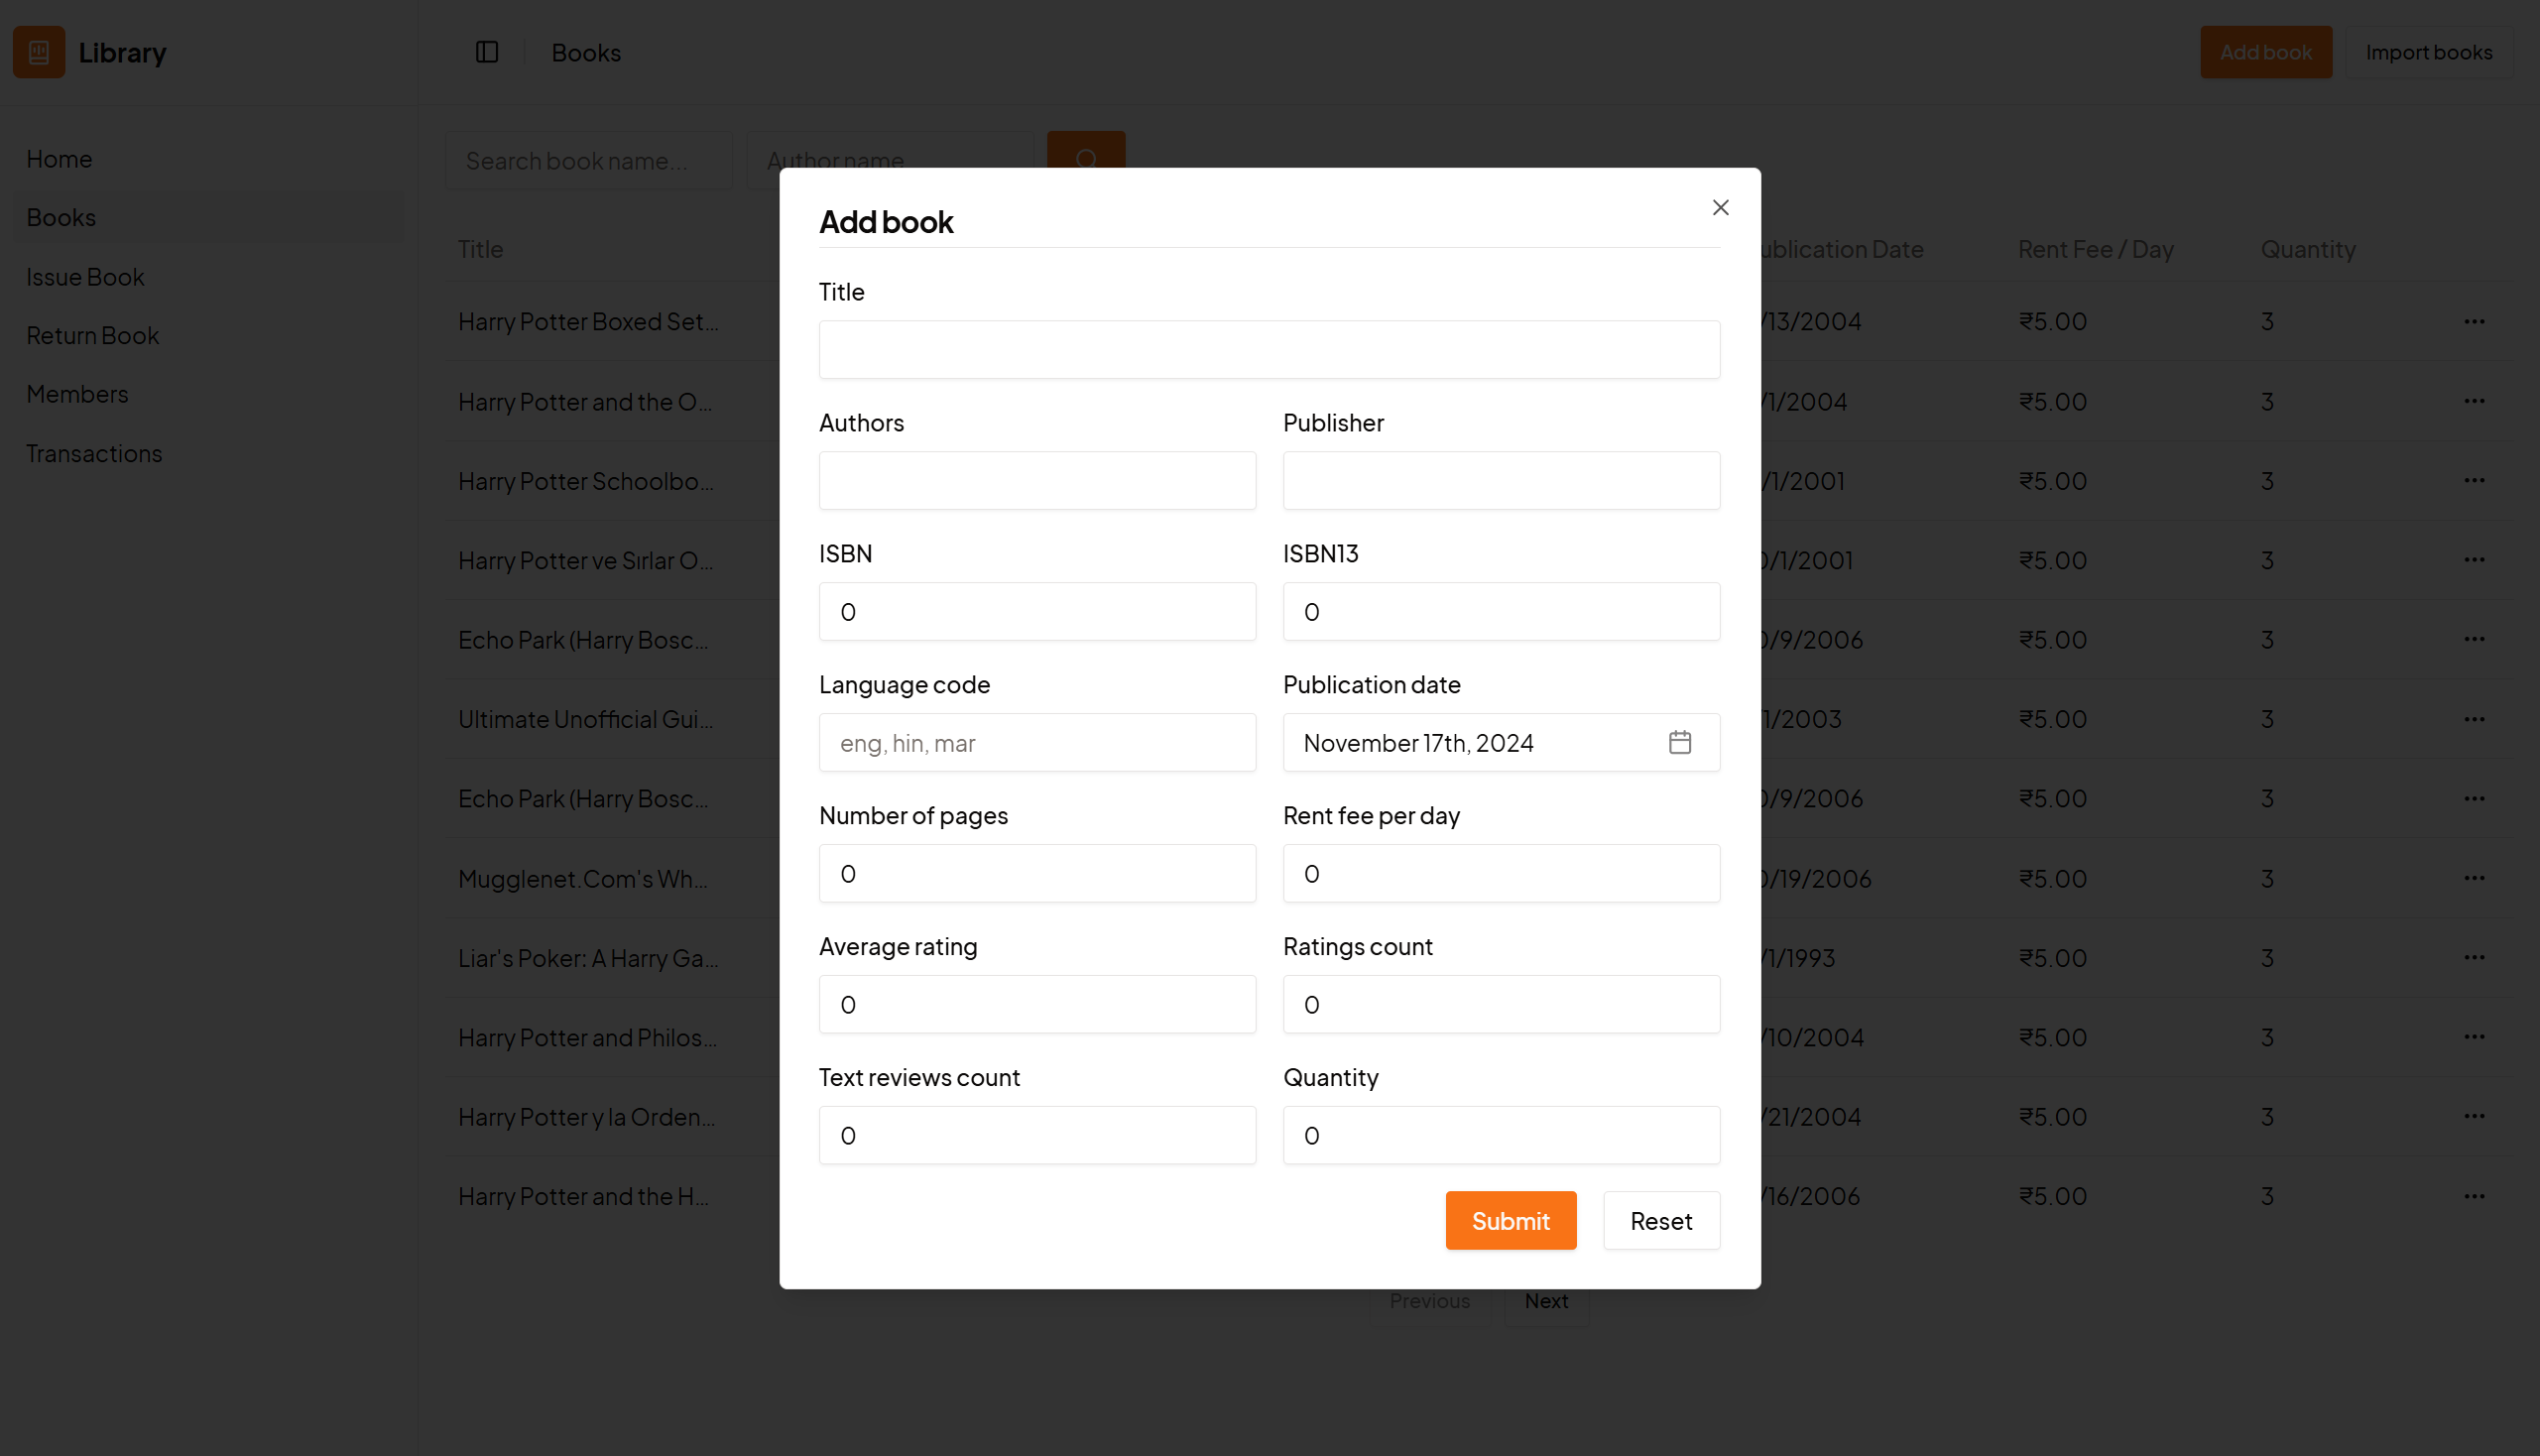 Library
Books
Add book
Import books
Home
Books
Issue Book
Return Book
Members
Transactions
Search book name...
Author name
Title
Publication Date
Rent Fee / Day
Quantity
Harry Potter Boxed Set...
/13/2004
₹5.00
3
Harry Potter and the O...
/1/2004
₹5.00
3
Harry Potter Schoolbo...
/1/2001
₹5.00
3
Harry Potter ve Sırlar O...
0/1/2001
₹5.00
3
Echo Park (Harry Bosc...
0/9/2006
₹5.00
3
Ultimate Unofficial Gui...
/1/2003
₹5.00
3
Echo Park (Harry Bosc...
0/9/2006
₹5.00
3
Mugglenet.Com's Wh...
0/19/2006
₹5.00
3
Liar's Poker: A Harry Ga...
/1/1993
₹5.00
3
Harry Potter and Philos...
/10/2004
₹5.00
3
Harry Potter y la Orden...
/21/2004
₹5.00
3
Harry Potter and the H...
/16/2006
₹5.00
3
Previous
Next
Add book
Title
Authors
Publisher
ISBN
ISBN13
0
0
Language code
Publication date
eng, hin, mar
November 17th, 2024
Number of pages
Rent fee per day
0
0
Average rating
Ratings count
0
0
Text reviews count
Quantity
0
0
Submit
Reset